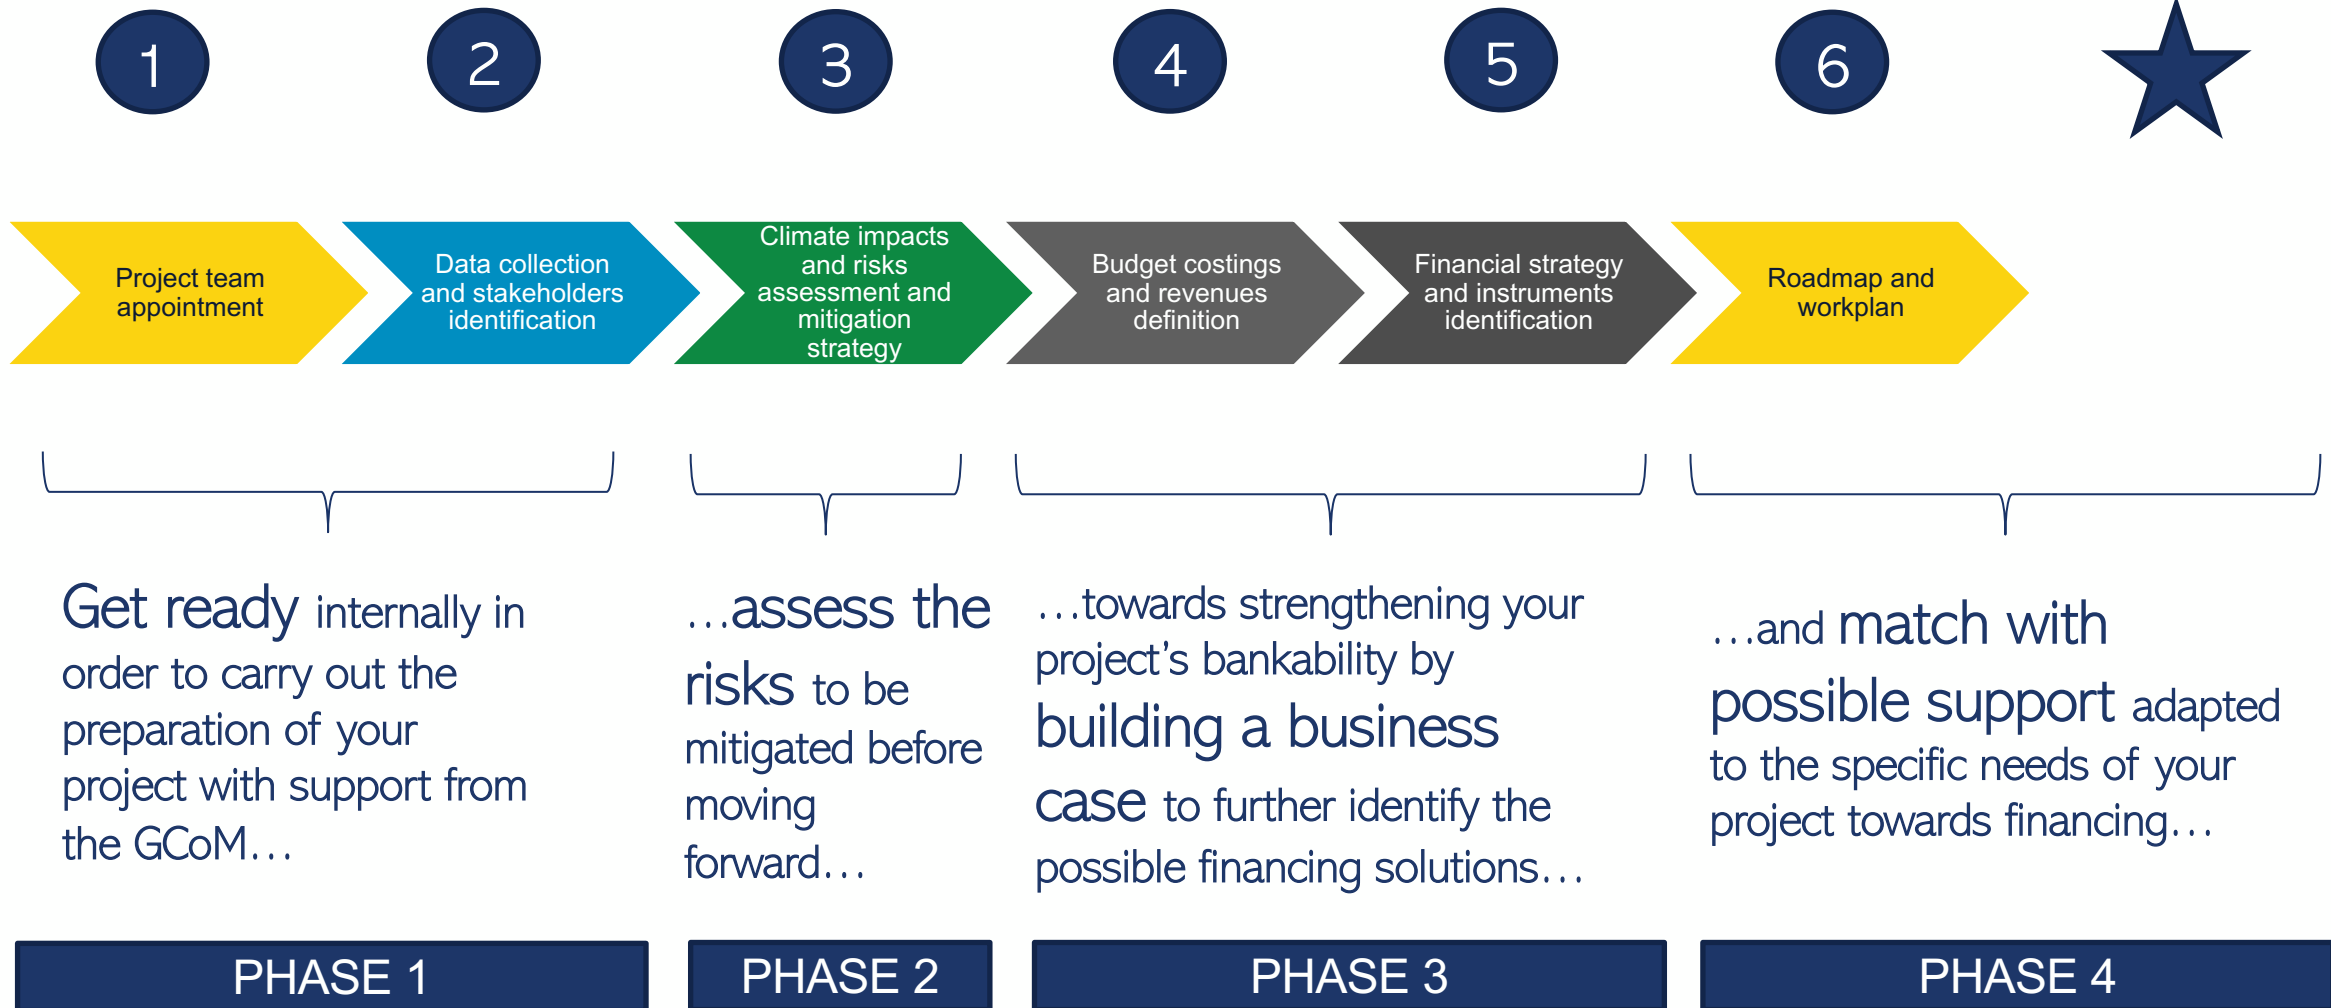 1
2
3
4
5
6
Project team
appointment
Data collection
and stakeholders
identification
Climate impacts
and risks
assessment and
mitigation
strategy
Budget costings
and revenues
definition
Financial strategy
and instruments
identification
Roadmap and
workplan
Get ready internally in
order to carry out the
preparation of your
project with support from
the GCoM...
...assess the
risks to be
mitigated before
moving
forward...
...towards strengthening your
project's bankability by
building a business
case to further identify the
possible financing solutions...
...and match with
possible support adapted
to the specific needs of your
project towards financing...
PHASE 1
PHASE 2
PHASE 3
PHASE 4